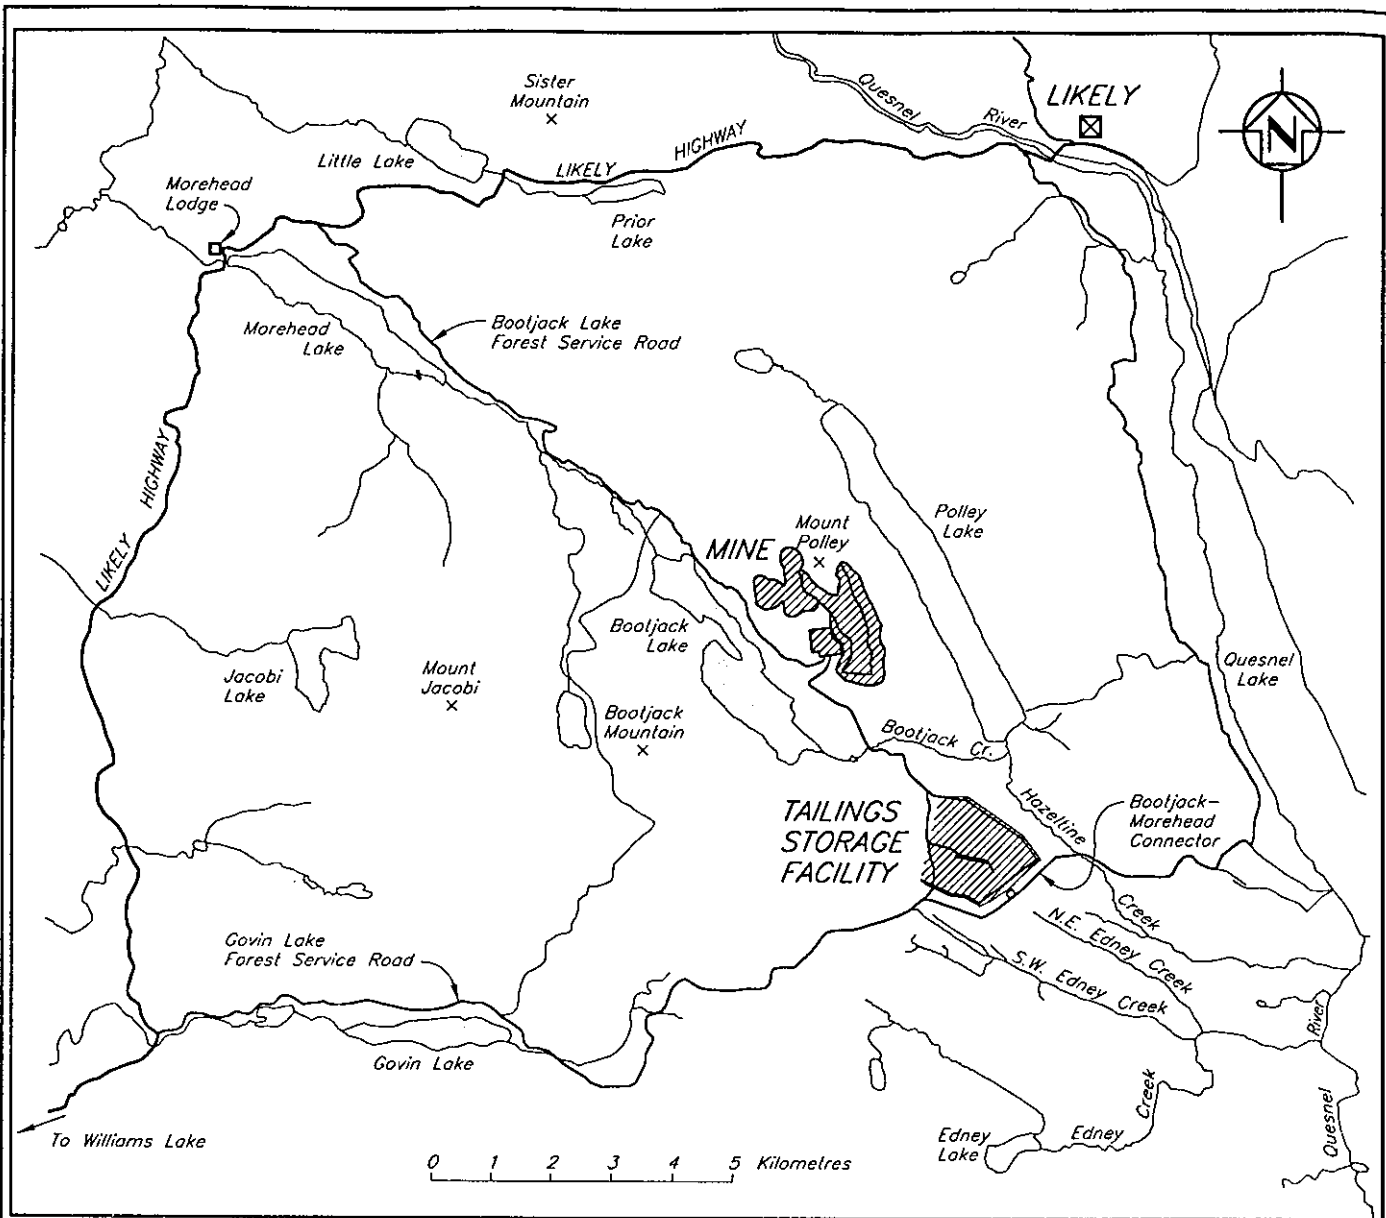 Sister
Mountain
Quesnel
River
LIKELY
N
Little Lake
LIKELY
HIGHWAY
Morehead
Lodge
Prior
Lake
Morehead
Lake
Bootjack Lake
Forest Service Road
LIKELY
HIGHWAY
Polley
Lake
Mount
Polley
MINE
Bootjack
Lake
Jacobi
Lake
Mount
Jacobi
Quesnel
Lake
Bootjack
Mountain
Bootjack Cr.
Hazeltine
Creek
Bootjack-
Morehead
Connector
TAILINGS
STORAGE
FACILITY
N.E. Edney Creek
S.W. Edney Creek
Govin Lake
Forest Service Road
Govin Lake
River
Quesnel
Edney
Lake
Edney
Creek
To Williams Lake
0 1 2 3 4 5 Kilometres